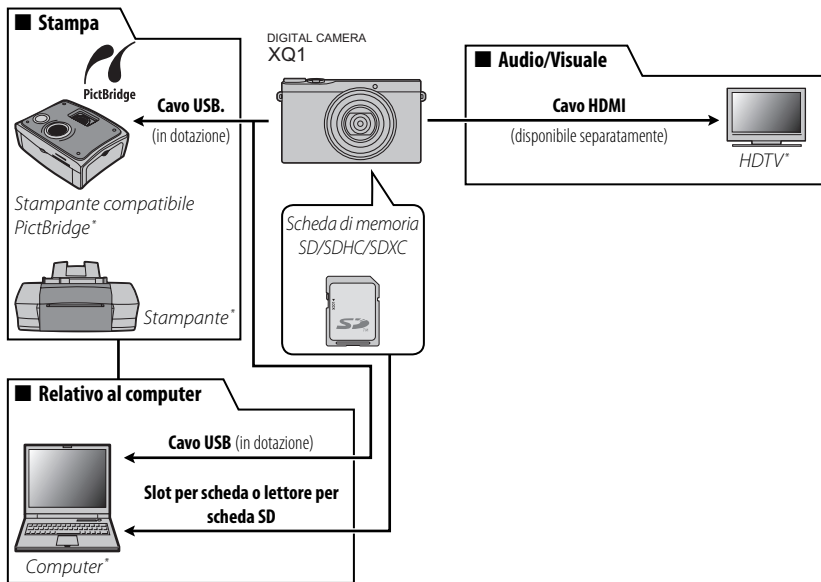 ■ Stampa
PictBridge
Cavo USB.
(in dotazione)
Stampante compatibile
PictBridge*
Stampante*
DIGITAL CAMERA
XQ1
Scheda di memoria
SD/SDHC/SDXC
SD
■ Audio/Visuale
Cavo HDMI
(disponibile separatamente)
HDTV*
■ Relativo al computer
Cavo USB (in dotazione)
Slot per scheda o lettore per
scheda SD
Computer*